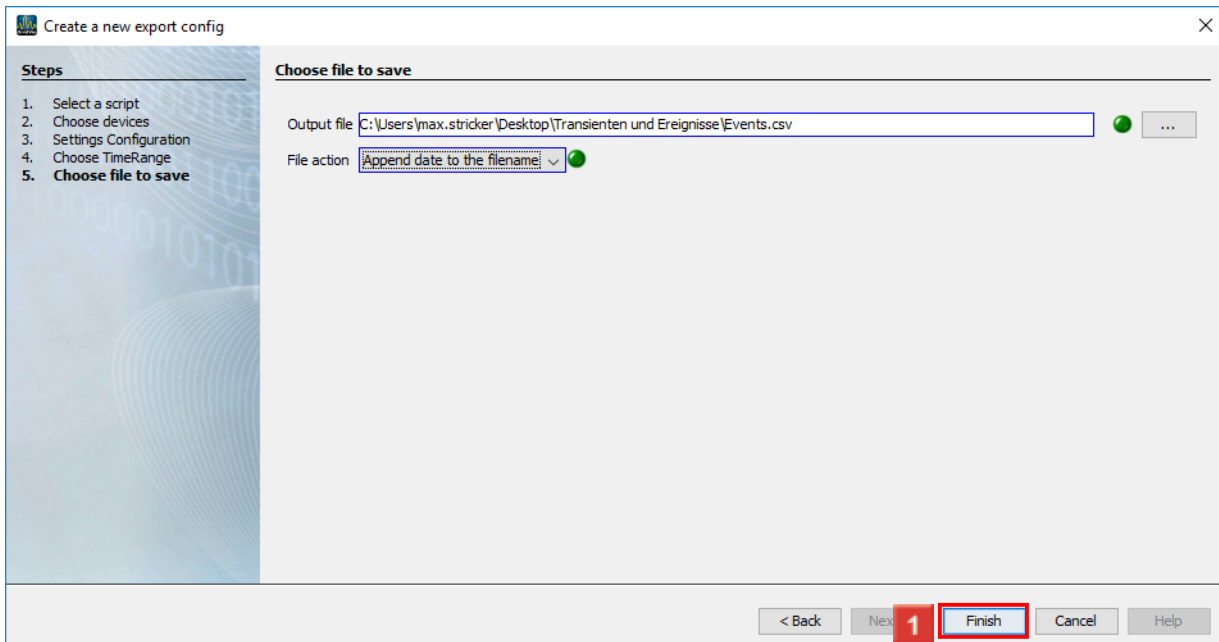 Create a new export config
Steps
1. Select a script
2. Choose devices
3. Settings Configuration
4. Choose TimeRange
5. Choose file to save
Choose file to save
Output file C:\Users\max.stricker\Desktop\Transienten und Ereignisse\Events.csv ...
File action Append date to the filename
< Back Nex 1 Finish Cancel Help